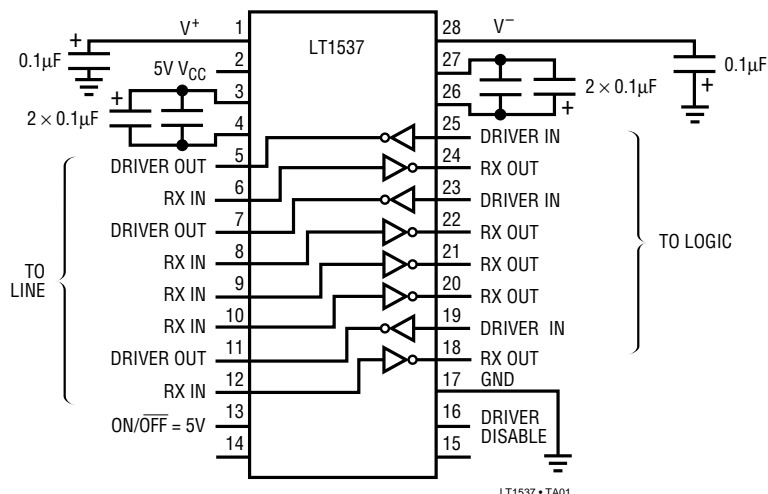 LT1537
V+
1
0.1µF
+
5V VCC
2
3
+
2 × 0.1µF
4
DRIVER OUT
5
RX IN
6
DRIVER OUT
7
RX IN
8
RX IN
9
RX IN
10
DRIVER OUT
11
RX IN
12
ON/OFF = 5V
13
14
TO
LINE
28
V–
0.1µF
+
27
2 × 0.1µF
+
26
25
DRIVER IN
24
RX OUT
23
DRIVER IN
22
RX OUT
21
RX OUT
20
RX OUT
19
DRIVER IN
18
RX OUT
17
GND
16
DRIVER
DISABLE
15
TO LOGIC
LT1537 • TA01